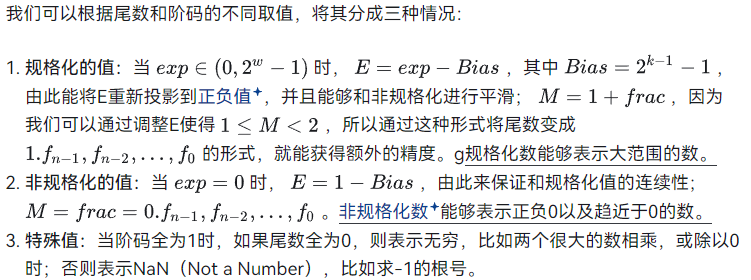 我们可以根据尾数和阶码的不同取值，将其分成三种情况：
1. 规格化的值：当 exp ∈ (0, 2^w − 1) 时， E = exp − Bias ，其中 Bias = 2^{k−1} − 1 ，
由此能将E重新投影到正负值✦，并且能够和非规格化进行平滑； M = 1 + frac ，因为
我们可以通过调整E使得 1 ≤ M < 2 ，所以通过这种形式将尾数变成
1.f_{n−1}, f_{n−2}, . . . , f_0 的形式，就能获得额外的精度。g规格化数能够表示大范围的数。
2. 非规格化的值：当 exp = 0 时， E = 1 − Bias ，由此来保证和规格化值的连续性；
M = frac = 0.f_{n−1}, f_{n−2}, . . . , f_0 。非规格化数✦能够表示正负0以及趋近于0的数。
3. 特殊值：当阶码全为1时，如果尾数全为0，则表示无穷，比如两个很大的数相乘，或除以0
时；否则表示NaN（Not a Number），比如求-1的根号。